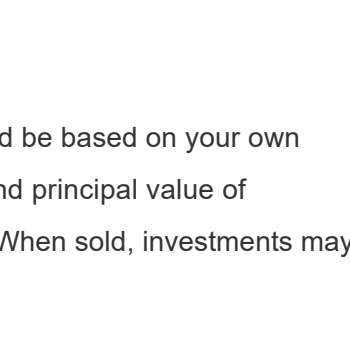 d be based on your own
nd principal value of
When sold, investments may